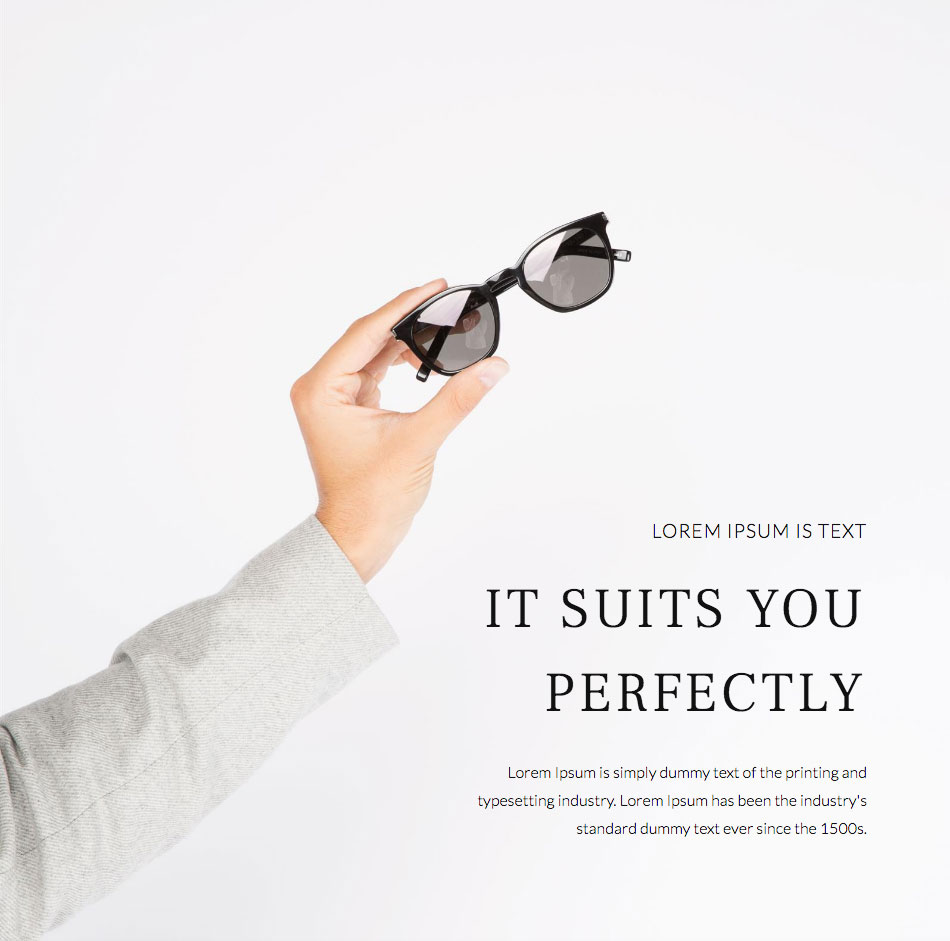 LOREM IPSUM IS TEXT
IT SUITS YOU
PERFECTLY
Lorem Ipsum is simply dummy text of the printing and
typesetting industry. Lorem Ipsum has been the industry's
standard dummy text ever since the 1500s.